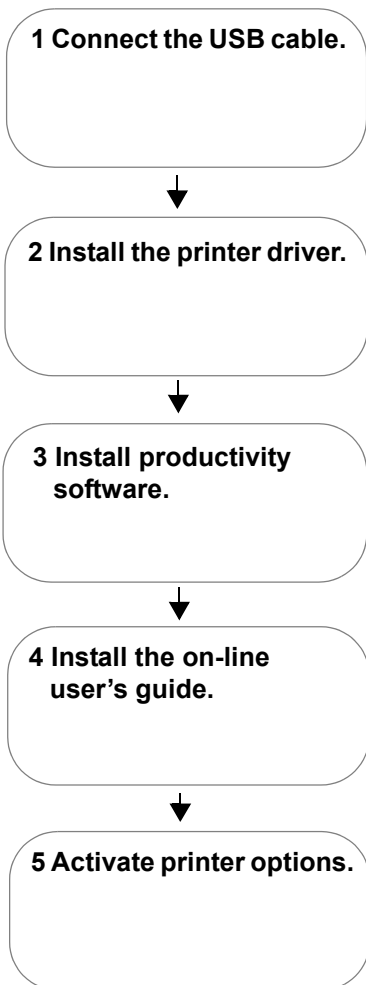 1 Connect the USB cable.
2 Install the printer driver.
3 Install productivity
software.
4 Install the on-line
user’s guide.
5 Activate printer options.